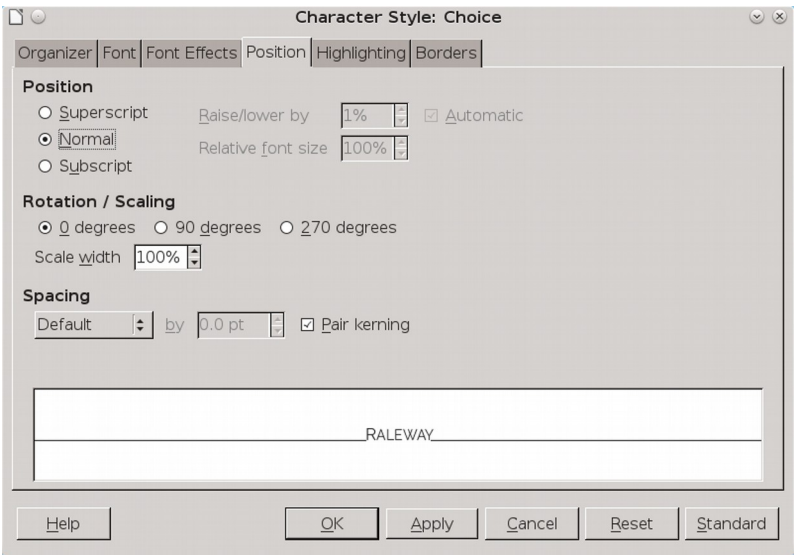 Character Style: Choice
Organizer Font Font Effects Position Highlighting Borders
Position
Superscript Raise/lower by 1% Automatic
Normal
Relative font size 100%
Subscript
Rotation / Scaling
0 degrees 90 degrees 270 degrees
Scale width 100%
Spacing
Default by 0.0 pt Pair kerning
RALEWAY
Help OK Apply Cancel Reset Standard